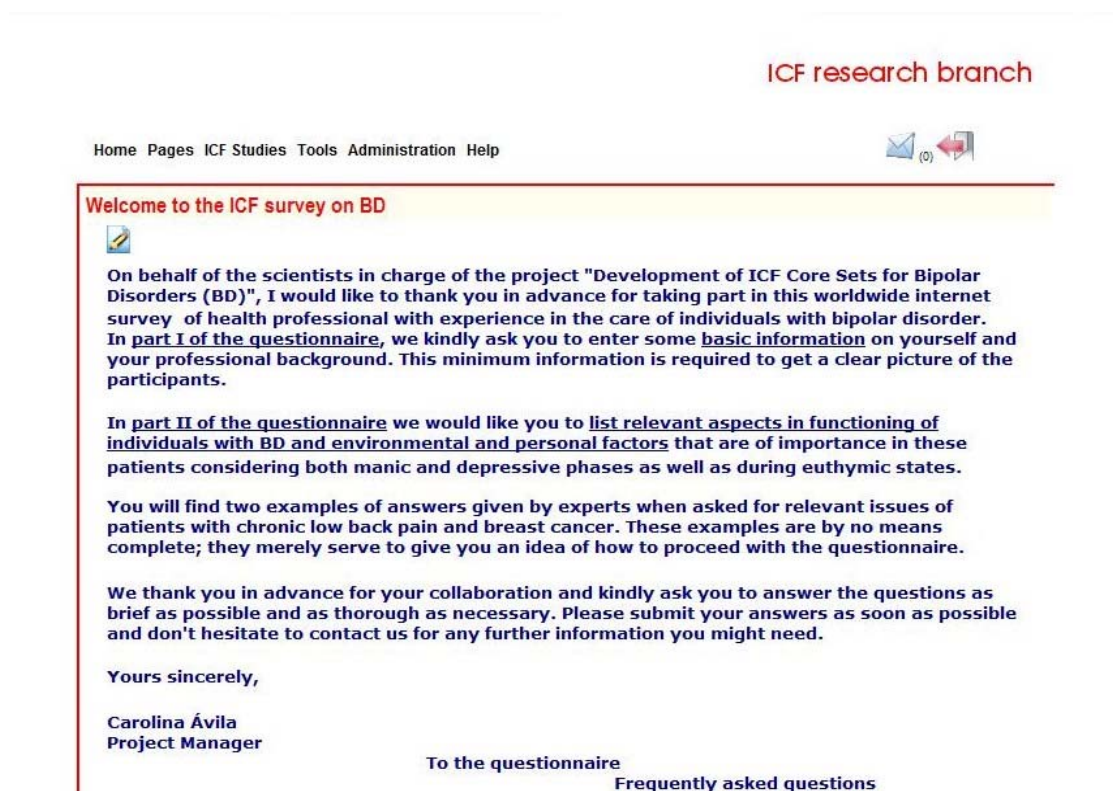 ICF research branch
Home Pages ICF Studies Tools Administration Help
(0)
Welcome to the ICF survey on BD
On behalf of the scientists in charge of the project "Development of ICF Core Sets for Bipolar
Disorders (BD)", I would like to thank you in advance for taking part in this worldwide internet
survey of health professional with experience in the care of individuals with bipolar disorder.
In part I of the questionnaire, we kindly ask you to enter some basic information on yourself and
your professional background. This minimum information is required to get a clear picture of the
participants.
In part II of the questionnaire we would like you to list relevant aspects in functioning of
individuals with BD and environmental and personal factors that are of importance in these
patients considering both manic and depressive phases as well as during euthymic states.
You will find two examples of answers given by experts when asked for relevant issues of
patients with chronic low back pain and breast cancer. These examples are by no means
complete; they merely serve to give you an idea of how to proceed with the questionnaire.
We thank you in advance for your collaboration and kindly ask you to answer the questions as
brief as possible and as thorough as necessary. Please submit your answers as soon as possible
and don't hesitate to contact us for any further information you might need.
Yours sincerely,
Carolina Ávila
Project Manager
To the questionnaire
Frequently asked questions